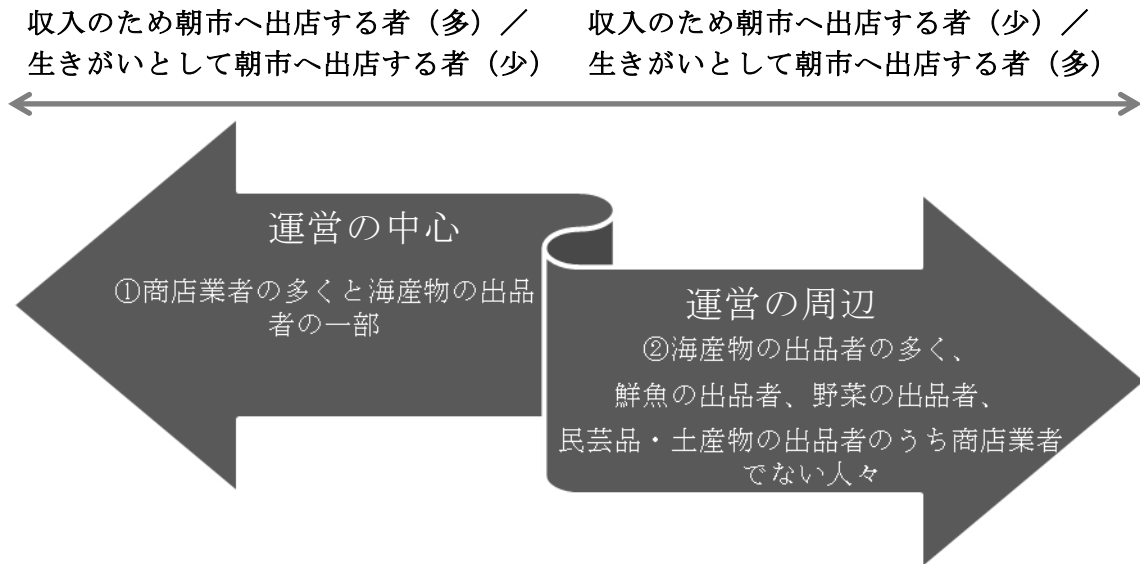 収入のため朝市へ出店する者（多）／
生きがいとして朝市へ出店する者（少）
収入のため朝市へ出店する者（少）／
生きがいとして朝市へ出店する者（多）
運営の中心
①商店業者の多くと海産物の出品
者の一部
運営の周辺
②海産物の出品者の多く、
鮮魚の出品者、野菜の出品者、
民芸品・土産物の出品者のうち商店業者
でない人々